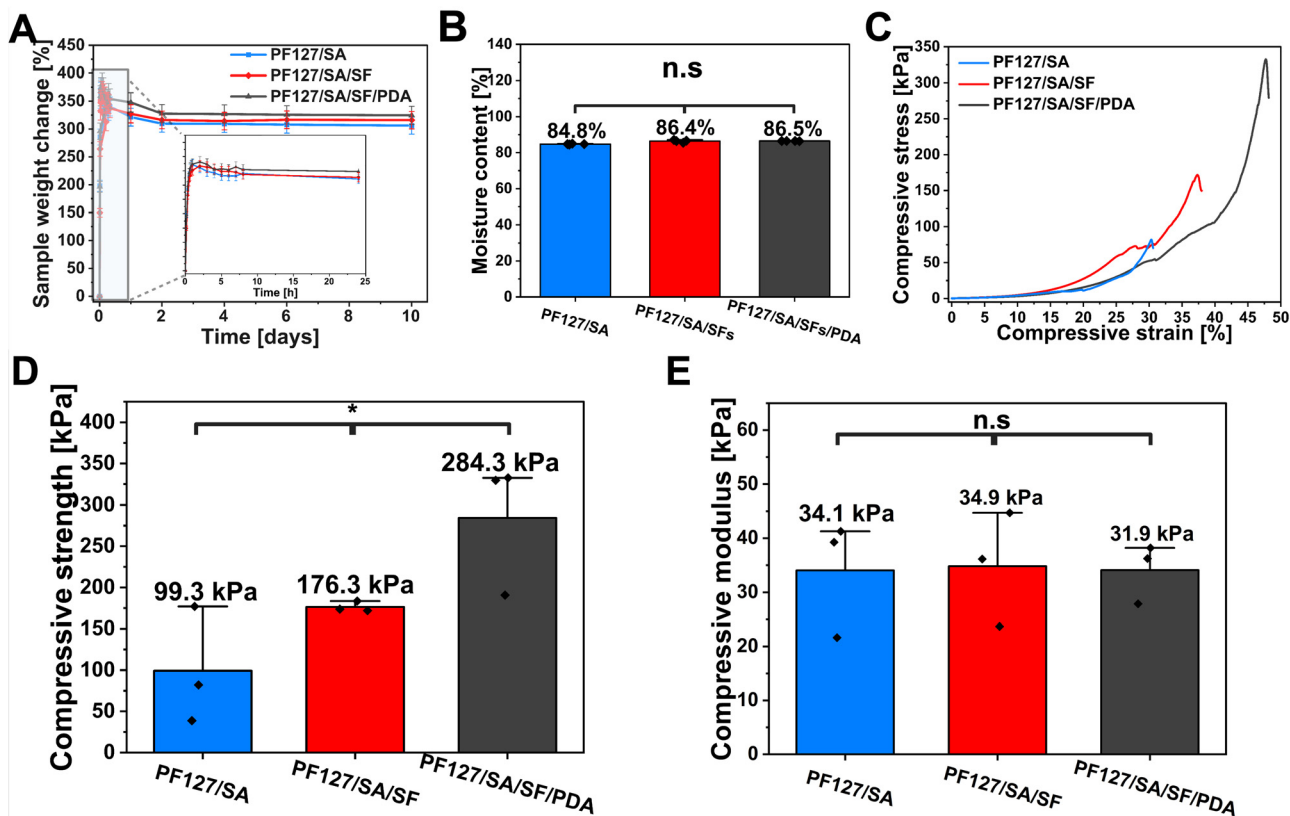 A
Sample weight change [%]
450
400
350
300
250
200
150
100
50
0
PF127/SA
PF127/SA/SF
PF127/SA/SF/PDA
0 5 10 15 20 25
Time [h]
0 2 4 6 8 10
Time [days]
B
Moisture content [%]
140
120
100
80
60
40
20
0
n.s
84.8%
86.4%
86.5%
PF127/SA
PF127/SA/SFs
PF127/SA/SFs/PDA
C
Compressive stress [kPa]
350
300
250
200
150
100
50
0
PF127/SA
PF127/SA/SF
PF127/SA/SF/PDA
0 5 10 15 20 25 30 35 40 45 50
Compressive strain [%]
D
Compressive strength [kPa]
400
350
300
250
200
150
100
50
0
*
99.3 kPa
176.3 kPa
284.3 kPa
PF127/SA
PF127/SA/SF
PF127/SA/SF/PDA
E
Compressive modulus [kPa]
60
50
40
30
20
10
0
n.s
34.1 kPa
34.9 kPa
31.9 kPa
PF127/SA
PF127/SA/SF
PF127/SA/SF/PDA